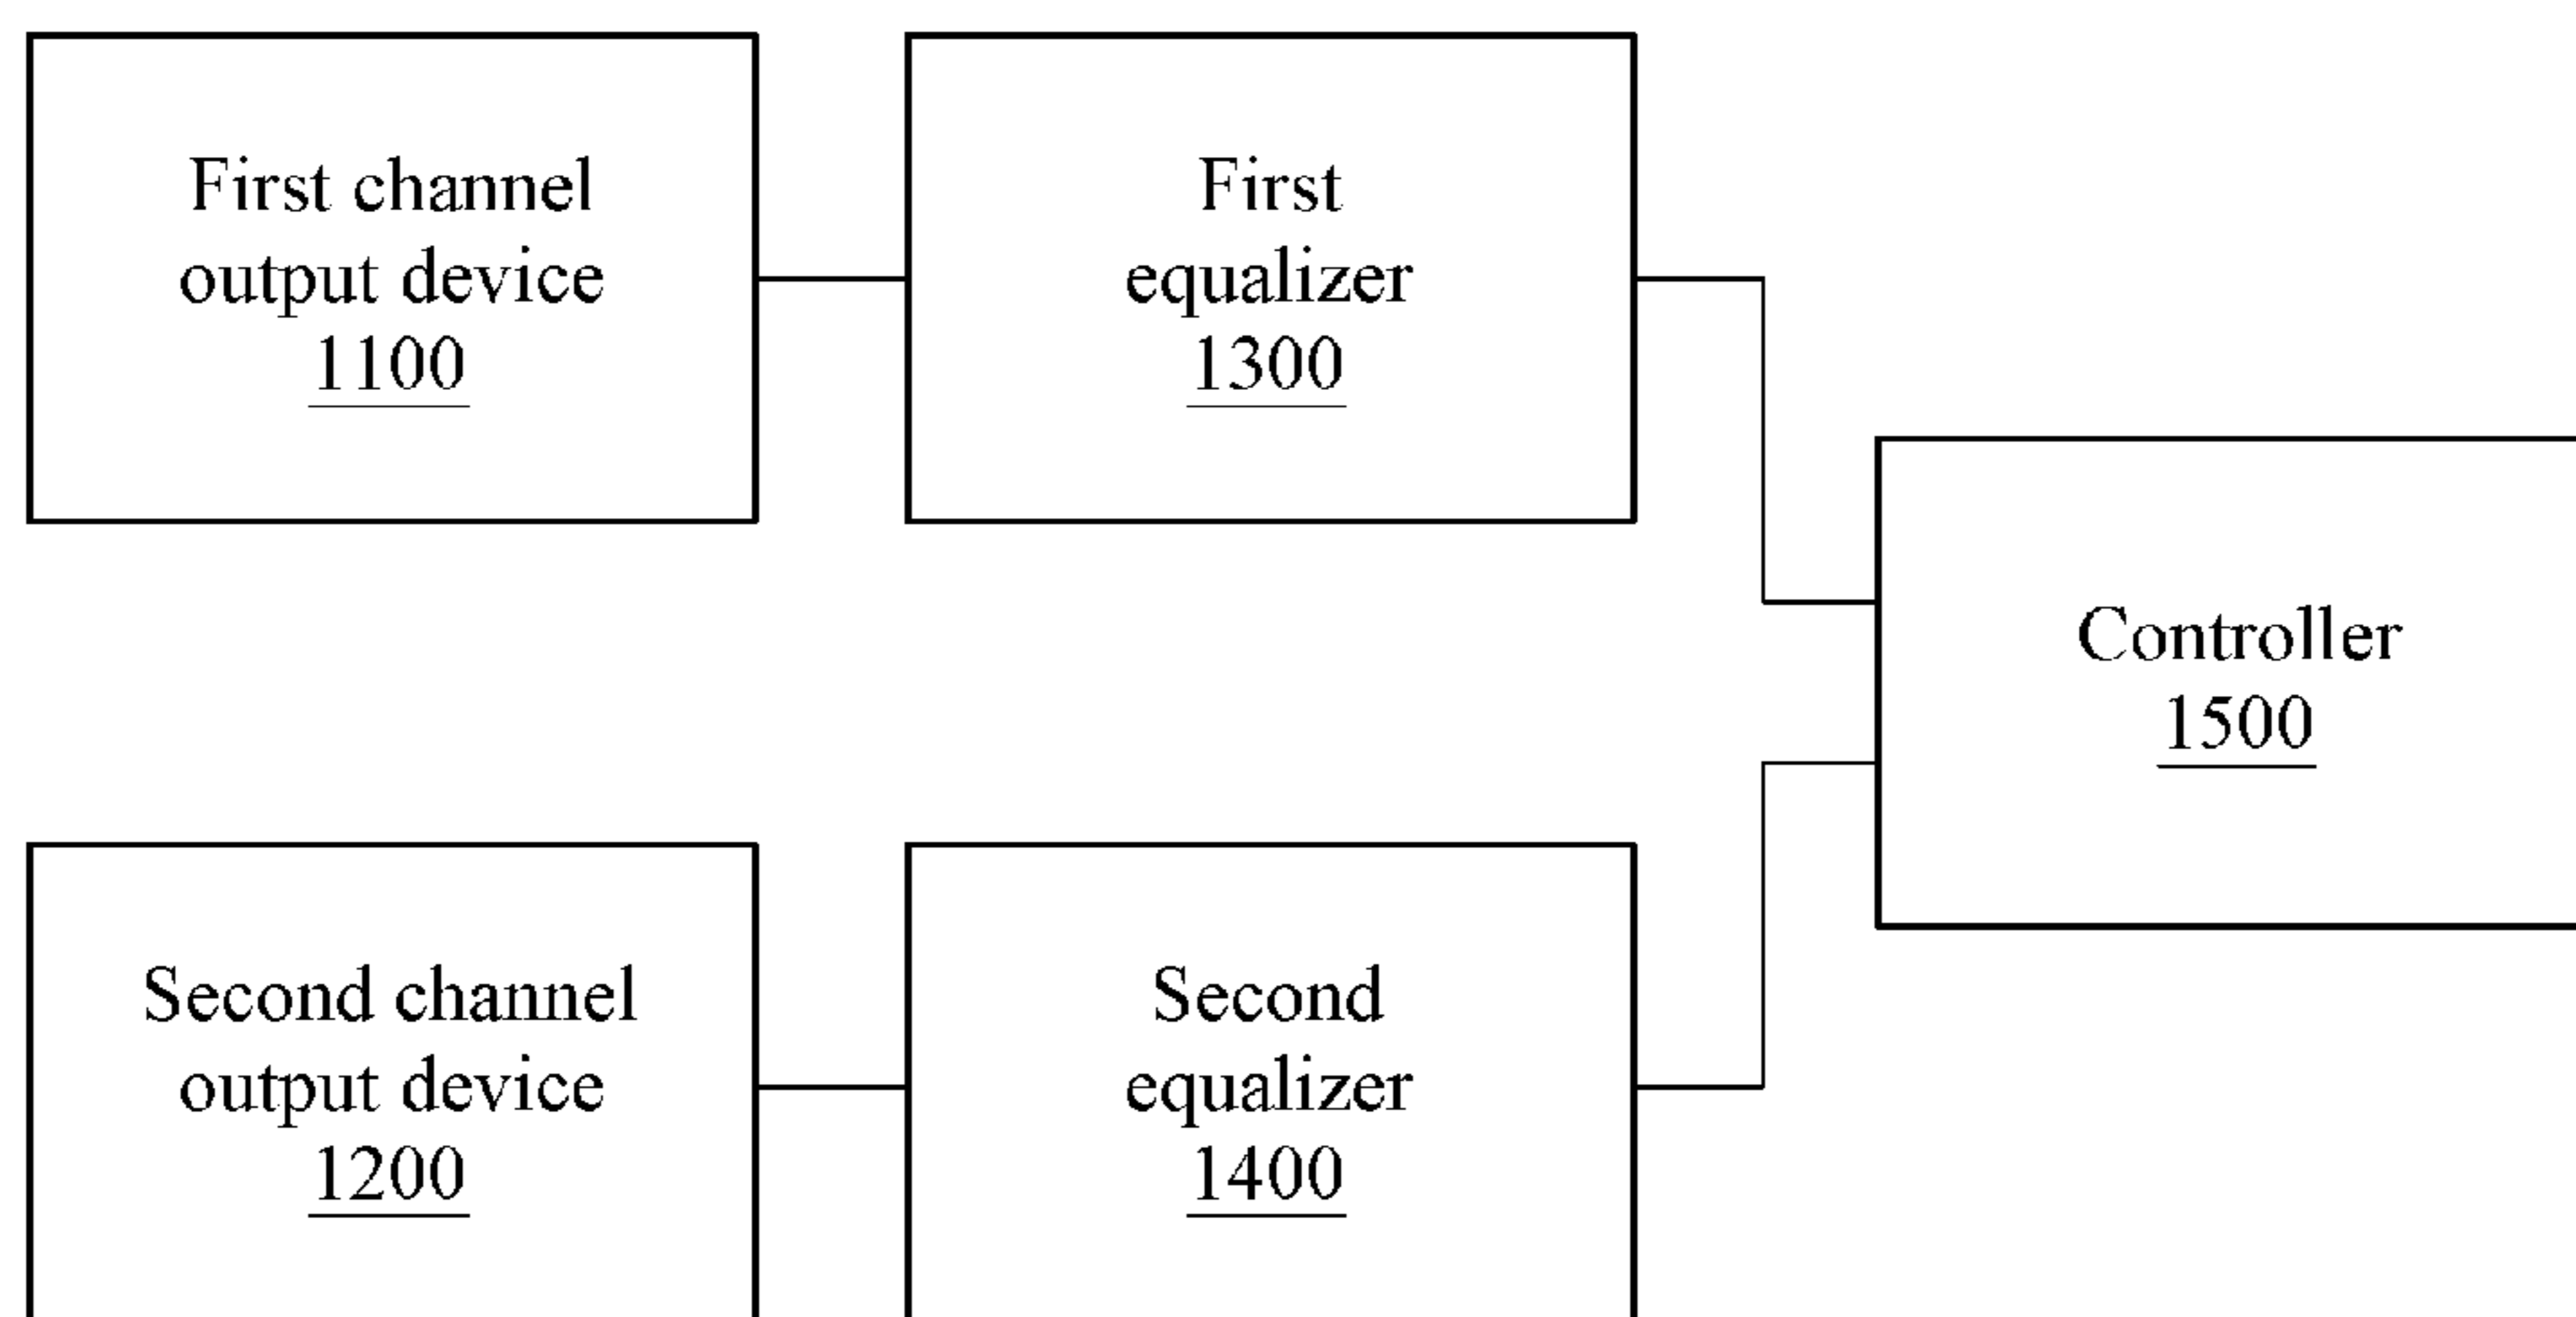 First channel
output device
1100
First
equalizer
1300
Controller
1500
Second channel
output device
1200
Second
equalizer
1400